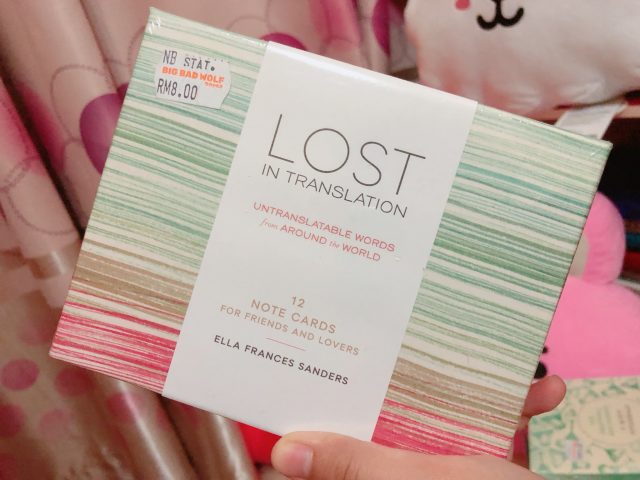 NB STAT.
BIG BAD WOLF
BOOKS
RM8.00
LOST
IN TRANSLATION
UNTRANSLATABLE WORDS
from AROUND the WORLD
12
NOTE CARDS
FOR FRIENDS AND LOVERS
ELLA FRANCES SANDERS